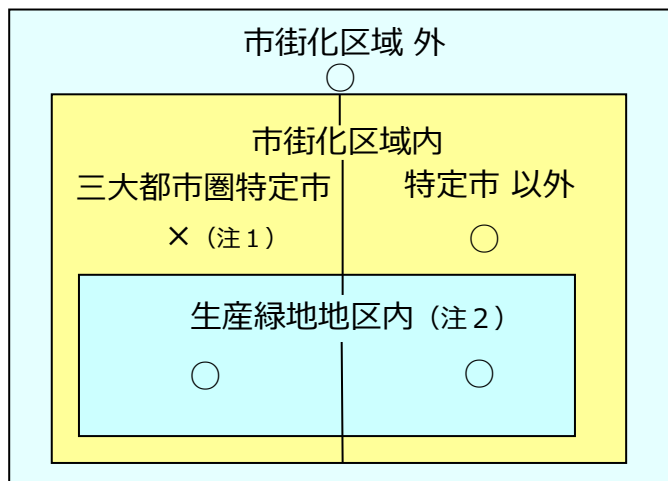 市街化区域 外
○
市街化区域内
三大都市圏特定市
特定市 以外
×（注１）
○
生産緑地地区内（注２）
○
○